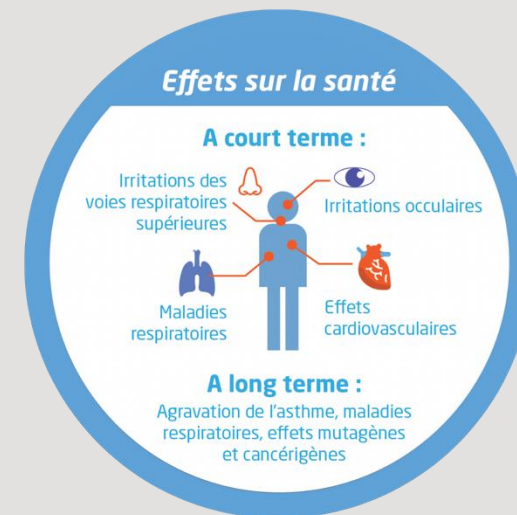 Effets sur la santé
A court terme :
Irritations des
voies respiratoires
supérieures
Irritations occulaires
Maladies
respiratoires
Effets
cardiovasculaires
A long terme :
Agravation de l'asthme, maladies
respiratoires, effets mutagènes
et cancérigènes